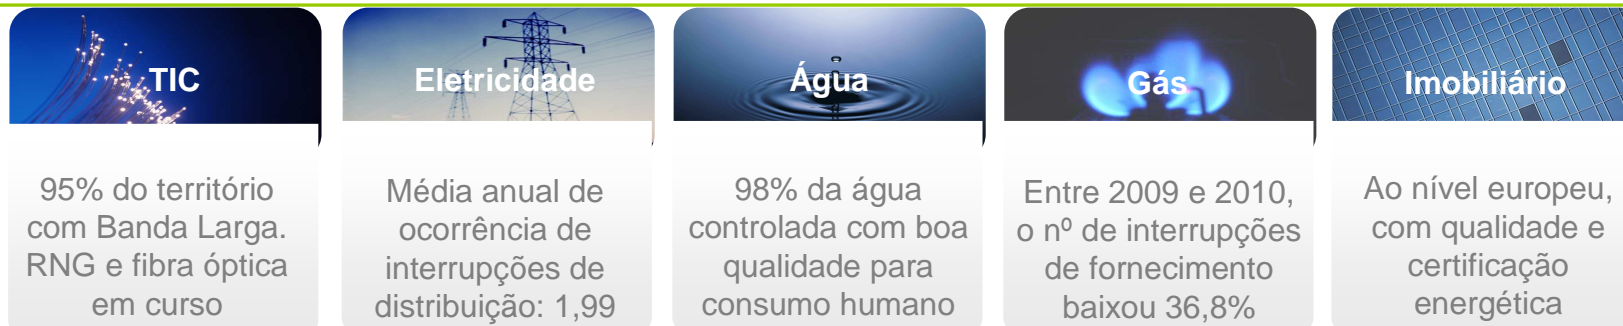 TIC
95% do território
com Banda Larga.
RNG e fibra óptica
em curso
Eletricidade
Média anual de
ocorrência de
interrupções de
distribuição: 1,99
Água
98% da água
controlada com boa
qualidade para
consumo humano
Gás
Entre 2009 e 2010,
o nº de interrupções
de fornecimento
baixou 36,8%
Imobiliário
Ao nível europeu,
com qualidade e
certificação
energética